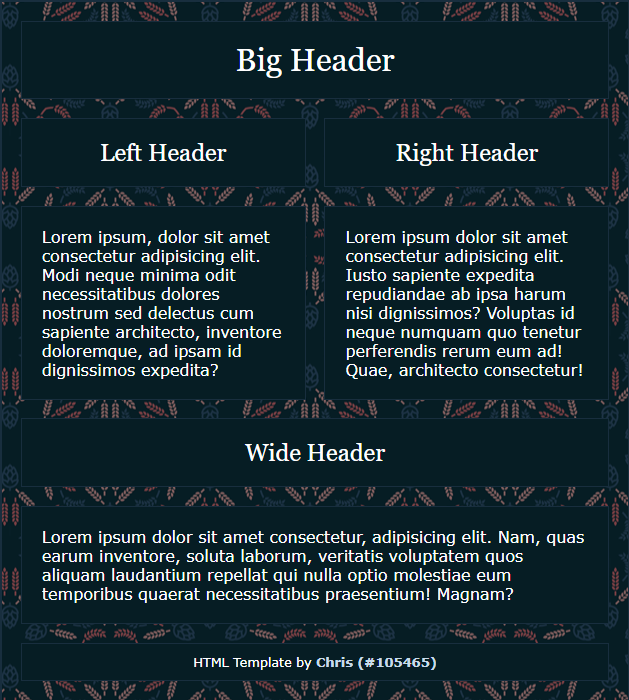 Big Header
Left Header
Right Header
Lorem ipsum, dolor sit amet
consectetur adipisicing elit.
Modi neque minima odit
necessitatibus dolores
nostrum sed delectus cum
sapiente architecto, inventore
doloremque, ad ipsam id
dignissimos expedita?
Lorem ipsum dolor sit amet
consectetur adipisicing elit.
Iusto sapiente expedita
repudiandae ab ipsa harum
nisi dignissimos? Voluptas id
neque numquam quo tenetur
perferendis rerum eum ad!
Quae, architecto consectetur!
Wide Header
Lorem ipsum dolor sit amet consectetur, adipisicing elit. Nam, quas
earum inventore, soluta laborum, veritatis voluptatem quos
aliquam laudantium repellat qui nulla optio molestiae eum
temporibus quaerat necessitatibus praesentium! Magnam?
HTML Template by Chris (#105465)